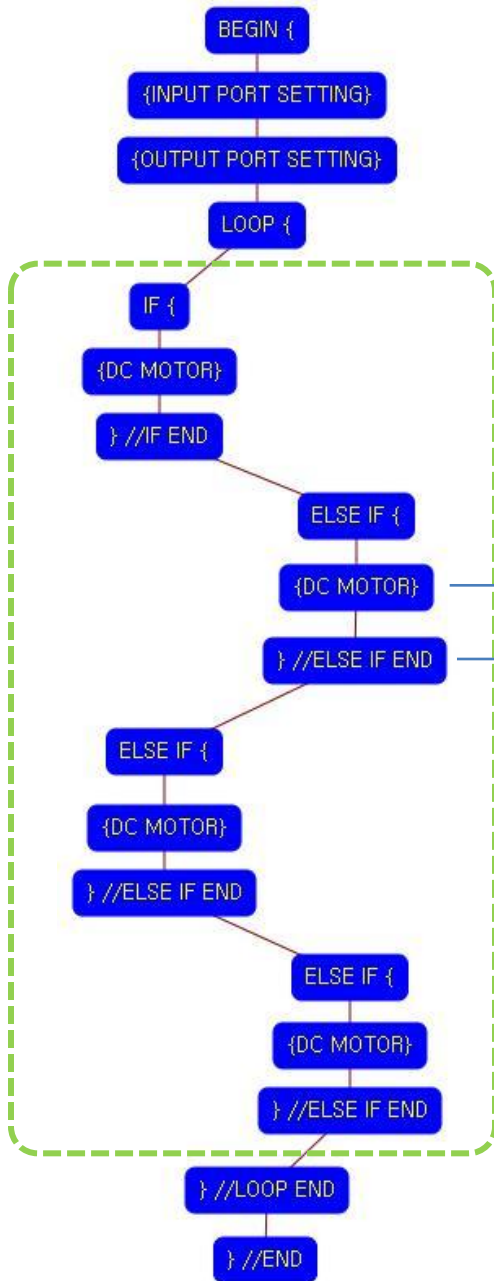 BEGIN {
{INPUT PORT SETTING}
{OUTPUT PORT SETTING}
LOOP {
IF {
{DC MOTOR}
} //IF END
ELSE IF {
{DC MOTOR}
} //ELSE IF END
ELSE IF {
{DC MOTOR}
} //ELSE IF END
ELSE IF {
{DC MOTOR}
} //ELSE IF END
} //LOOP END
} //END